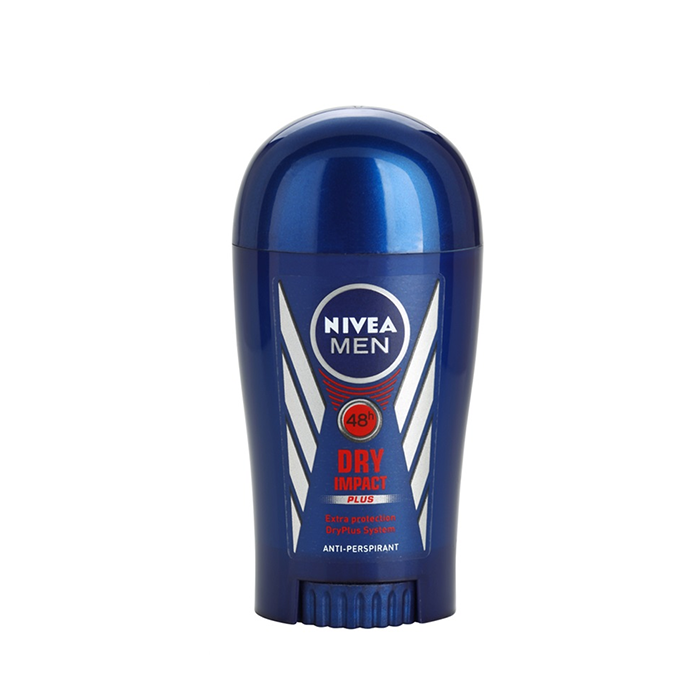 NIVEA
MEN
48h
DRY
IMPACT
PLUS
Extra protection
DryPlus System
ANTI-PERSPIRANT